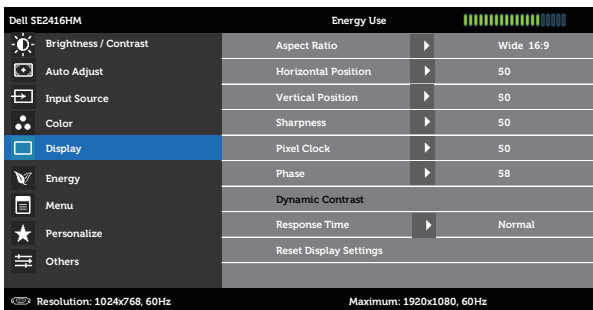 Dell SE2416HM Energy Use
Brightness / Contrast Aspect Ratio Wide 16:9
Auto Adjust Horizontal Position 50
Input Source Vertical Position 50
Color Sharpness 50
Display Pixel Clock 50
Energy Phase 58
Menu Dynamic Contrast
Personalize Response Time Normal
Others Reset Display Settings
Resolution: 1024x768, 60Hz Maximum: 1920x1080, 60Hz